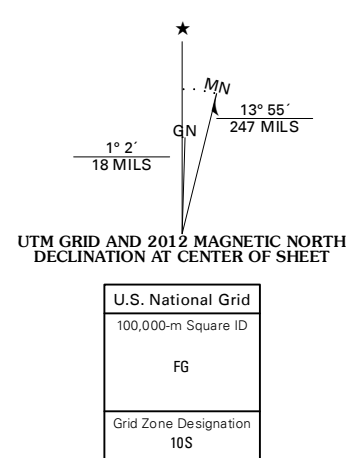 ★
MN
GN
13° 55´
247 MILS
1° 2´
18 MILS
UTM GRID AND 2012 MAGNETIC NORTH
DECLINATION AT CENTER OF SHEET
U.S. National Grid
100,000-m Square ID
FG
Grid Zone Designation
10S